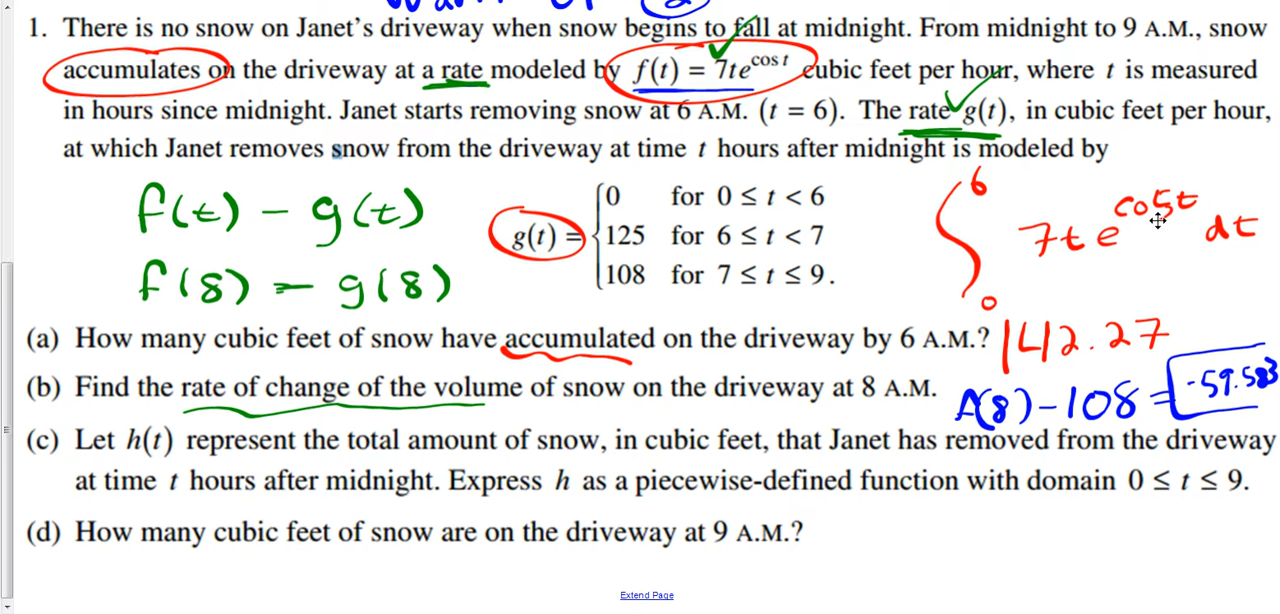 1. There is no snow on Janet's driveway when snow begins to fall at midnight. From midnight to 9 A.M., snow
accumulates on the driveway at a rate modeled by f(t) = 7te^{cos t} cubic feet per hour, where t is measured
in hours since midnight. Janet starts removing snow at 6 A.M. (t = 6). The rate g(t), in cubic feet per hour,
at which Janet removes snow from the driveway at time t hours after midnight is modeled by
f(t) - g(t)
f(8) - g(8)
g(t) = {
0 for 0 ≤ t < 6
125 for 6 ≤ t < 7
108 for 7 ≤ t ≤ 9.
∫_0^6 7te^{cost} dt
(a) How many cubic feet of snow have accumulated on the driveway by 6 A.M.? 142.27
(b) Find the rate of change of the volume of snow on the driveway at 8 A.M. f(8) - 108 = -59.583
(c) Let h(t) represent the total amount of snow, in cubic feet, that Janet has removed from the driveway
at time t hours after midnight. Express h as a piecewise-defined function with domain 0 ≤ t ≤ 9.
(d) How many cubic feet of snow are on the driveway at 9 A.M.?
Extend Page